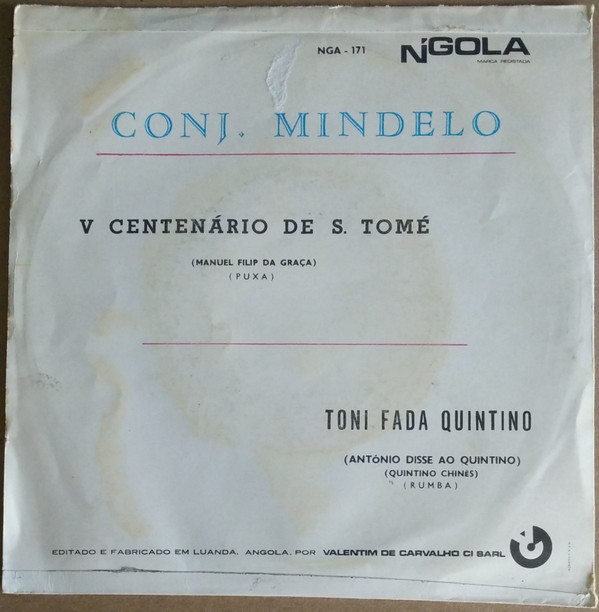 NGA - 171
N'GOLA
MARCA REGISTADA
CONJ. MINDELO
V CENTENÁRIO DE S. TOMÉ
(MANUEL FILIP DA GRAÇA)
(PUXA)
TONI FADA QUINTINO
(ANTÓNIO DISSE AO QUINTINO)
(QUINTINO CHINÊS)
(RUMBA)
EDITADO E FABRICADO EM LUANDA, ANGOLA, POR VALENTIM DE CARVALHO CI SARL